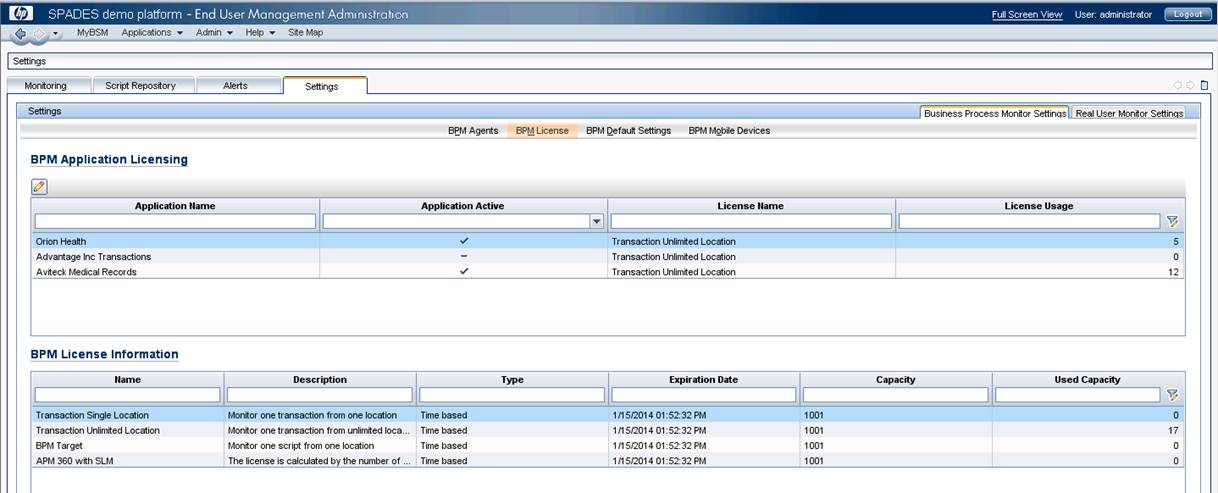 hp SPADES demo platform - End User Management Administration Full Screen View User: administrator Logout
MyBSM Applications Admin Help Site Map
Settings
Monitoring Script Repository Alerts Settings
Settings Business Process Monitor Settings Real User Monitor Settings
BPM Agents BPM License BPM Default Settings BPM Mobile Devices
BPM Application Licensing
Application Name Application Active License Name License Usage
Orion Health Transaction Unlimited Location 5
Advantage Inc Transactions – Transaction Unlimited Location 0
Aviteck Medical Records Transaction Unlimited Location 12
BPM License Information
Name Description Type Expiration Date Capacity Used Capacity
Transaction Single Location Monitor one transaction from one location Time based 1/15/2014 01:52:32 PM 1001 0
Transaction Unlimited Location Monitor one transaction from unlimited loca... Time based 1/15/2014 01:52:32 PM 1001 17
BPM Target Monitor one script from one location Time based 1/15/2014 01:52:32 PM 1001 0
APM 360 with SLM The license is calculated by the number of ... Time based 1/15/2014 01:52:32 PM 1001 0